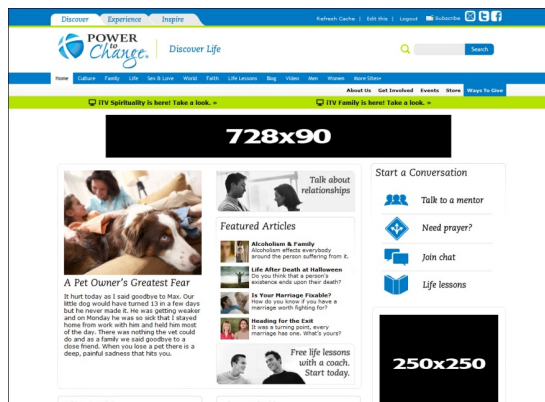 Discover Experience Inspire
Refresh Cache | Edit this | Logout Subscribe
POWER
to
Change.
Discover Life
Search
Home Culture Family Life Sex & Love World Faith Life Lessons Blog Video Men Women More Sites+
About Us Get Involved Events Store Ways To Give
iTV Spirituality is here! Take a look. »
iTV Family is here! Take a look. »
728x90
Talk about
relationships
Start a Conversation
Talk to a mentor
Need prayer?
Join chat
Life lessons
Featured Articles
Alcoholism & Family
Alcoholism effects everybody
around the person suffering from it.
Life After Death at Halloween
Do you think that a person's
existence ends upon their death?
Is Your Marriage Fixable?
How do you know if you have a
marriage worth fighting for?
Heading for the Exit
It was a turning point, every
marriage has one. What's yours?
A Pet Owner's Greatest Fear
It hurt today as I said goodbye to Max. Our
little dog would have turned 13 in a few days
but he never made it. He was getting weaker
and on Monday he was so sick that I stayed
home from work with him and held him most
of the day. There was nothing the vet could
do and as a family we said goodbye to a
close friend. When you lose a pet there is a
deep, painful sadness that hits you.
Free life lessons
with a coach.
Start today.
250x250